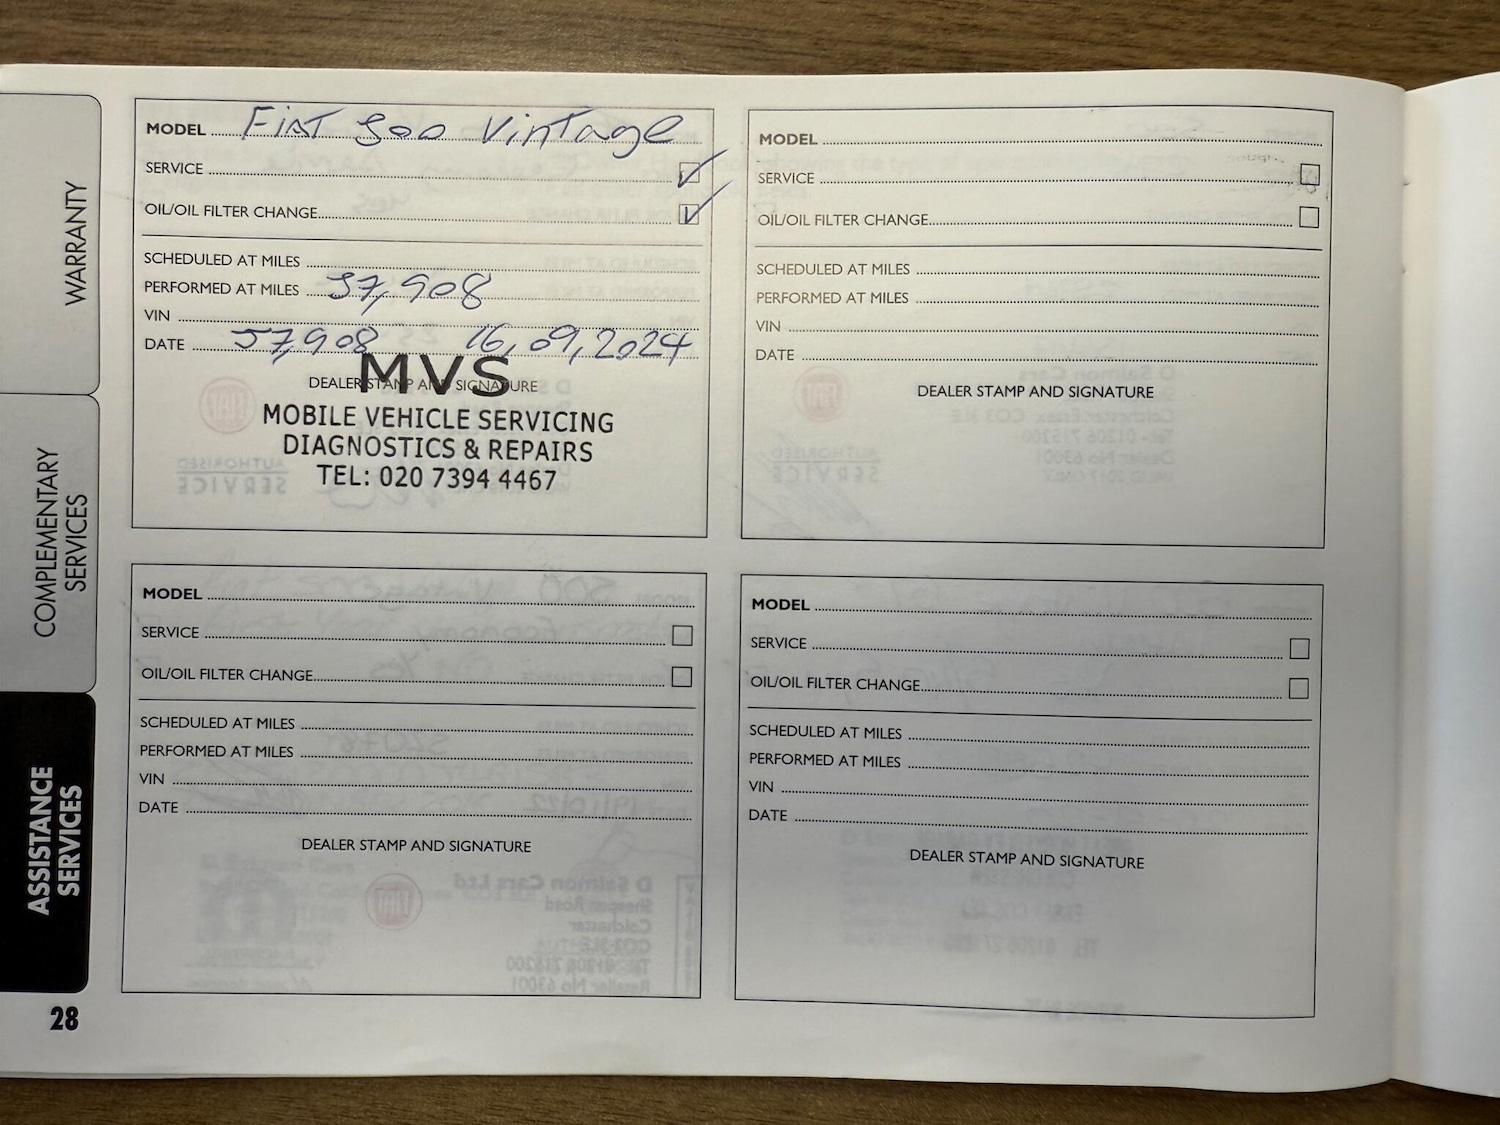 WARRANTY
COMPLEMENTARY
SERVICES
ASSISTANCE
SERVICES
28
MODEL Fiat 500 Vintage
SERVICE ✓
OIL/OIL FILTER CHANGE ✓
SCHEDULED AT MILES
PERFORMED AT MILES 57,908
VIN
DATE 57,908 16,09,2024
DEALER STAMP AND SIGNATURE
MVS
MOBILE VEHICLE SERVICING
DIAGNOSTICS & REPAIRS
TEL: 020 7394 4467
MODEL
SERVICE
OIL/OIL FILTER CHANGE
SCHEDULED AT MILES
PERFORMED AT MILES
VIN
DATE
DEALER STAMP AND SIGNATURE
MODEL
SERVICE
OIL/OIL FILTER CHANGE
SCHEDULED AT MILES
PERFORMED AT MILES
VIN
DATE
DEALER STAMP AND SIGNATURE
MODEL
SERVICE
OIL/OIL FILTER CHANGE
SCHEDULED AT MILES
PERFORMED AT MILES
VIN
DATE
DEALER STAMP AND SIGNATURE